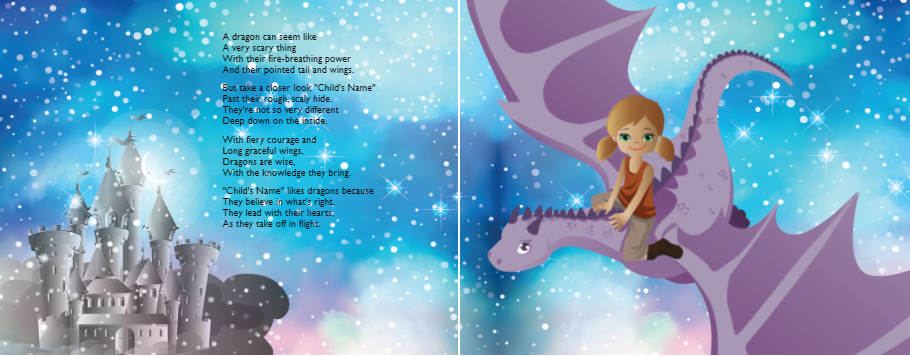 A dragon can seem like
A very scary thing
With their fire-breathing power
And their pointed tail and wings.
But take a closer look "Child's Name"
Past their rough, scaly hide.
They're not so very different
Deep down on the inside.
With fiery courage and
Long graceful wings,
Dragons are wise,
With the knowledge they bring.
"Child's Name" likes dragons because
They believe in what's right.
They lead with their hearts,
As they take off in flight.